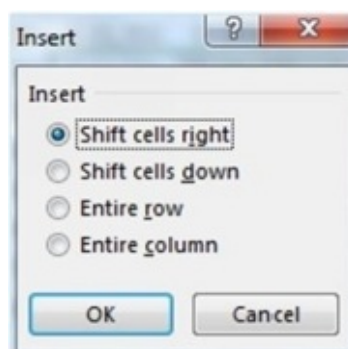 Insert
Insert
Shift cells right
Shift cells down
Entire row
Entire column
OK
Cancel